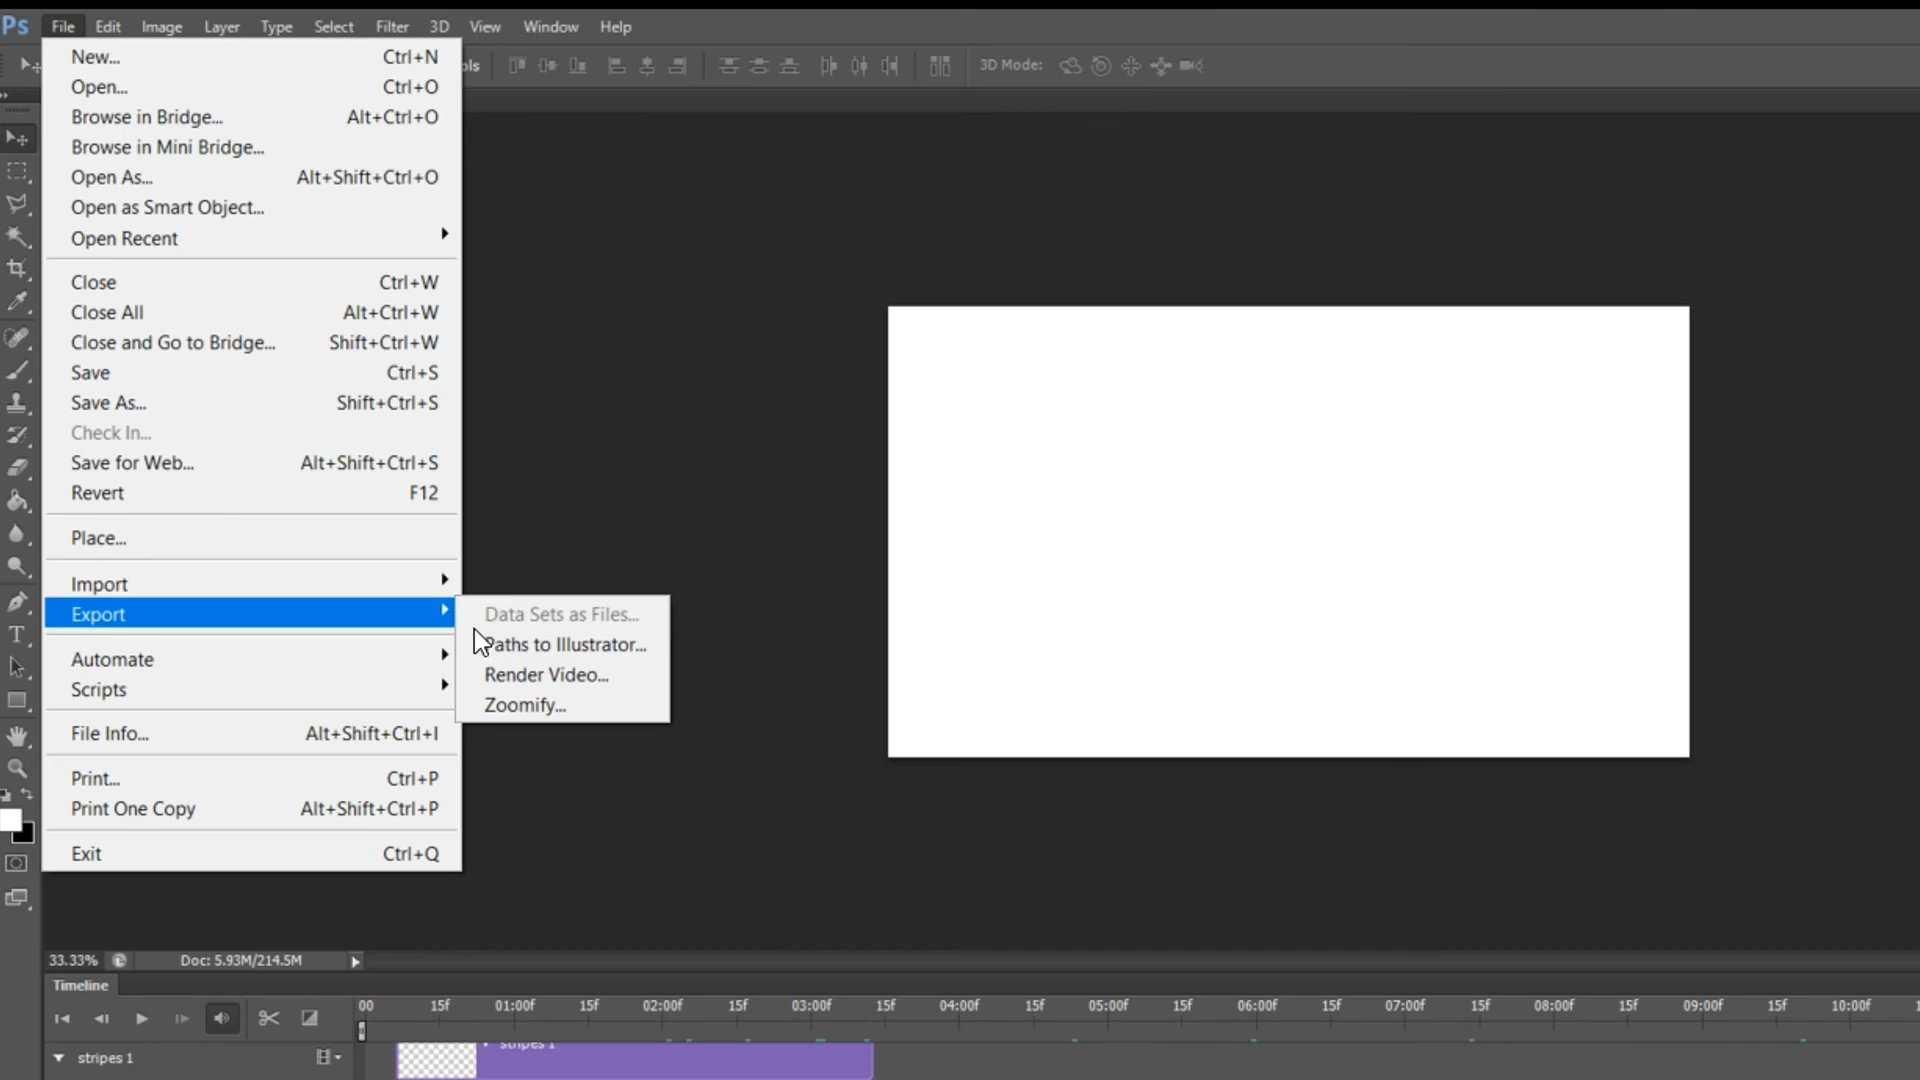 Ps File Edit Image Layer Type Select Filter 3D View Window Help
ols 3D Mode:
New... Ctrl+N
Open... Ctrl+O
Browse in Bridge... Alt+Ctrl+O
Browse in Mini Bridge...
Open As... Alt+Shift+Ctrl+O
Open as Smart Object...
Open Recent
Close Ctrl+W
Close All Alt+Ctrl+W
Close and Go to Bridge... Shift+Ctrl+W
Save Ctrl+S
Save As... Shift+Ctrl+S
Check In...
Save for Web... Alt+Shift+Ctrl+S
Revert F12
Place...
Import
Export
Automate
Scripts
File Info... Alt+Shift+Ctrl+I
Print... Ctrl+P
Print One Copy Alt+Shift+Ctrl+P
Exit Ctrl+Q
Data Sets as Files...
Paths to Illustrator...
Render Video...
Zoomify...
33.33% Doc: 5.93M/214.5M
Timeline
00 15f 01:00f 15f 02:00f 15f 03:00f 15f 04:00f 15f 05:00f 15f 06:00f 15f 07:00f 15f 08:00f 15f 09:00f 15f 10:00f
stripes 1
stripes 1